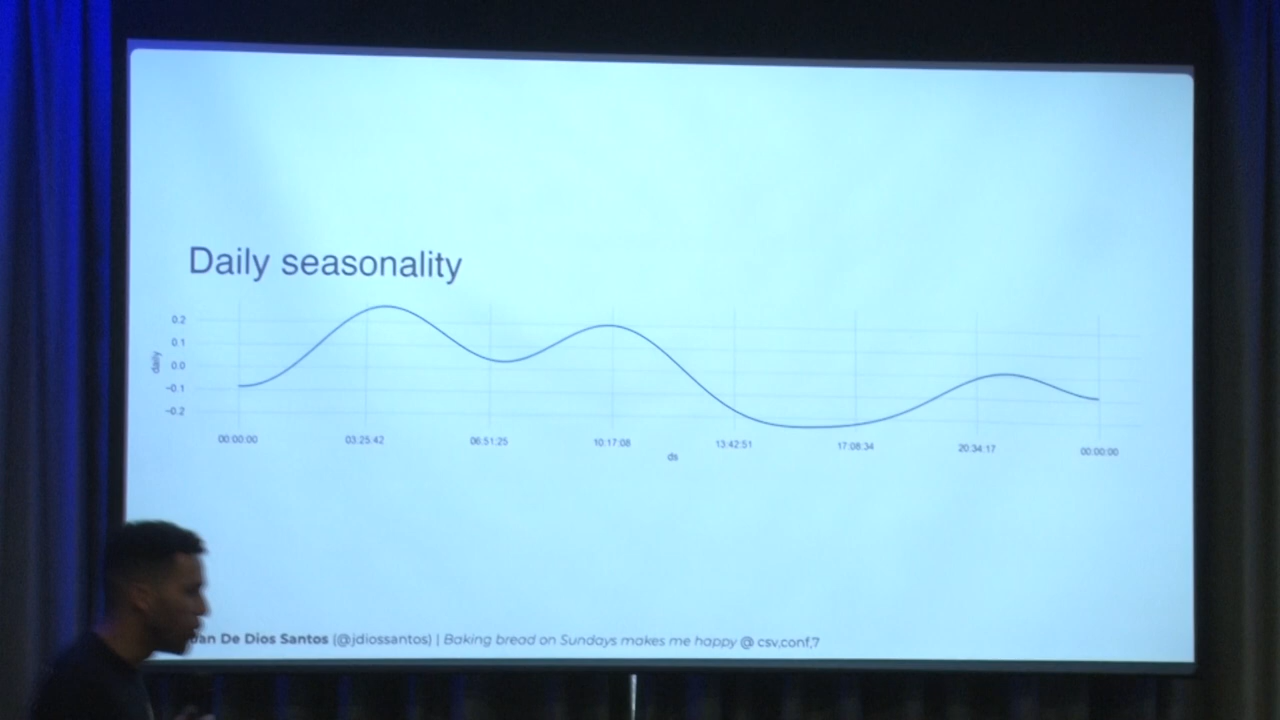 Daily seasonality
0.2
0.1
0.0
−0.1
−0.2
daily
00:00:00 03:25:42 06:51:25 10:17:08 13:42:51 17:08:34 20:34:17 00:00:00
ds
De Dios Santos (@jdiossantos) | Baking bread on Sundays makes me happy @ csv,conf,7